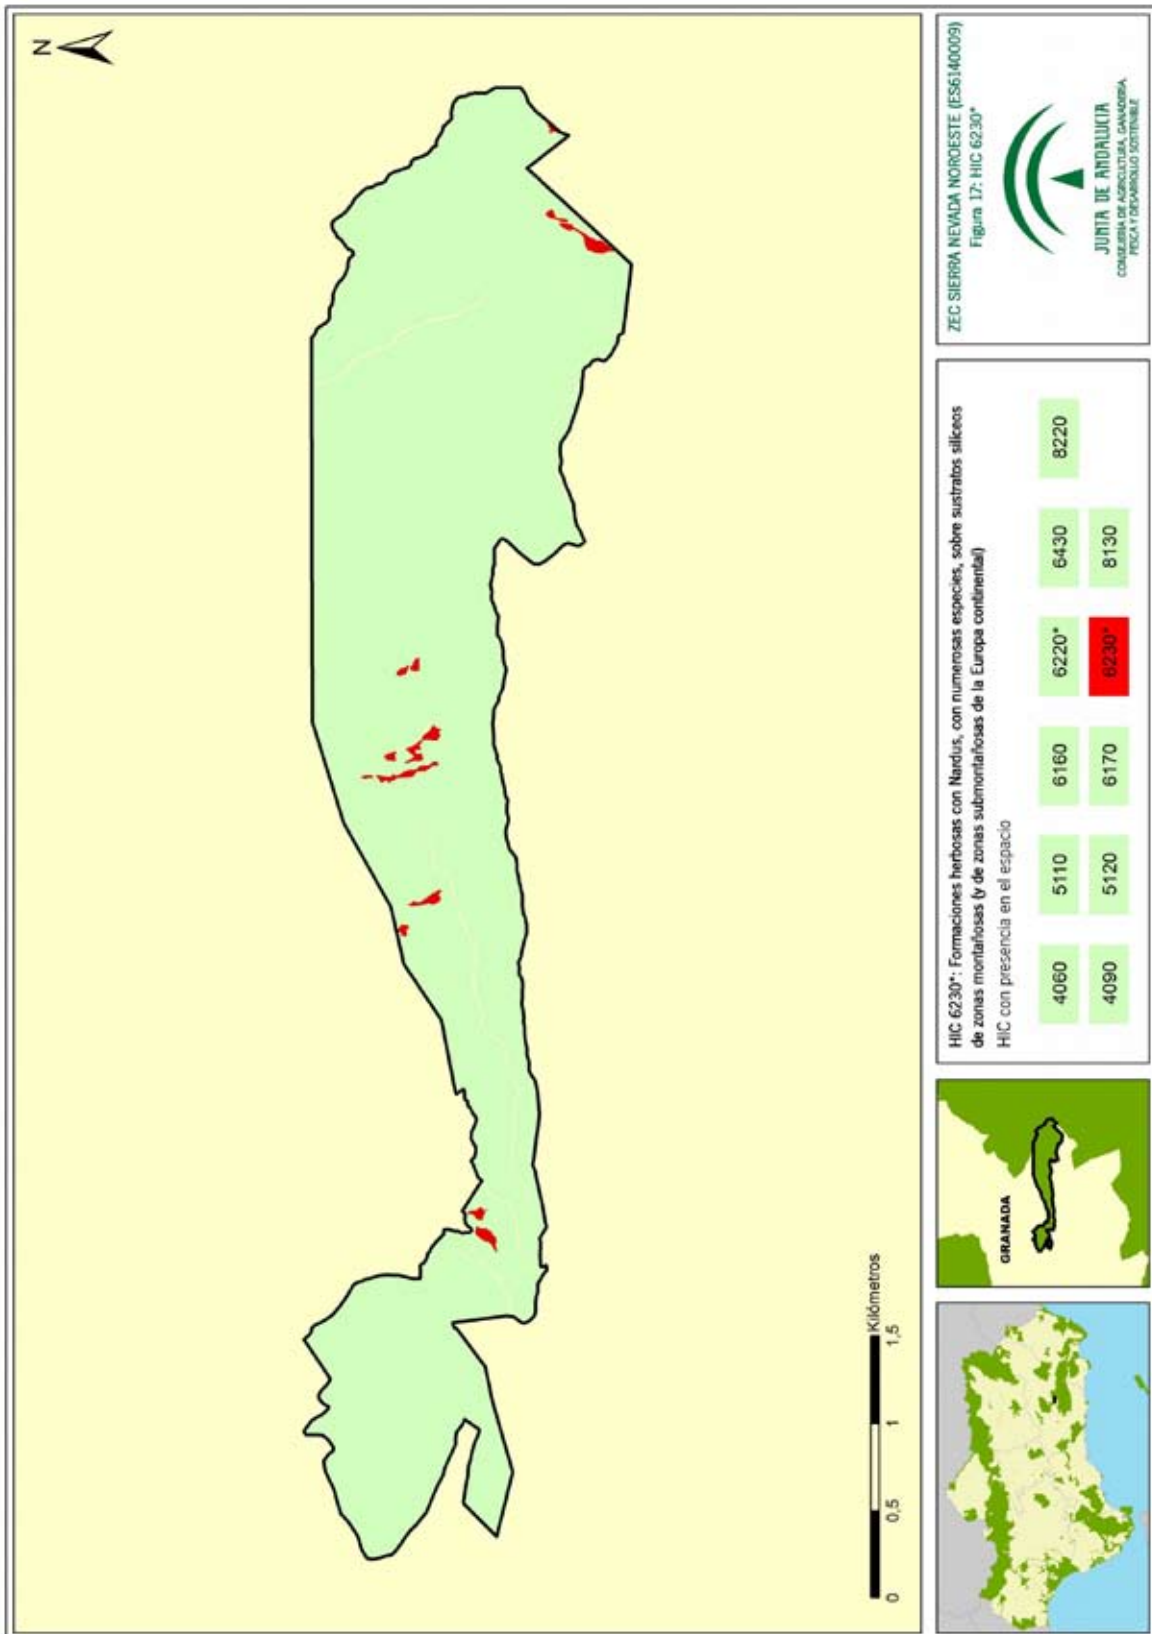 N
Kilómetros
0
0,5
1
1,5
GRANADA
HIC 6230*: Formaciones herbosas con Nardus, con numerosas especies, sobre sustratos silíceos
de zonas montañosas (y de zonas submontañosas de la Europa continental)
HIC con presencia en el espacio
4060
5110
6160
6220*
6430
8220
4090
5120
6170
6230*
8130
ZEC SIERRA NEVADA NOROESTE (ES6140009)
Figura 17: HIC 6230*
JUNTA DE ANDALUCIA
CONSEJERÍA DE AGRICULTURA, GANADERÍA,
PESCA Y DESARROLLO SOSTENIBLE